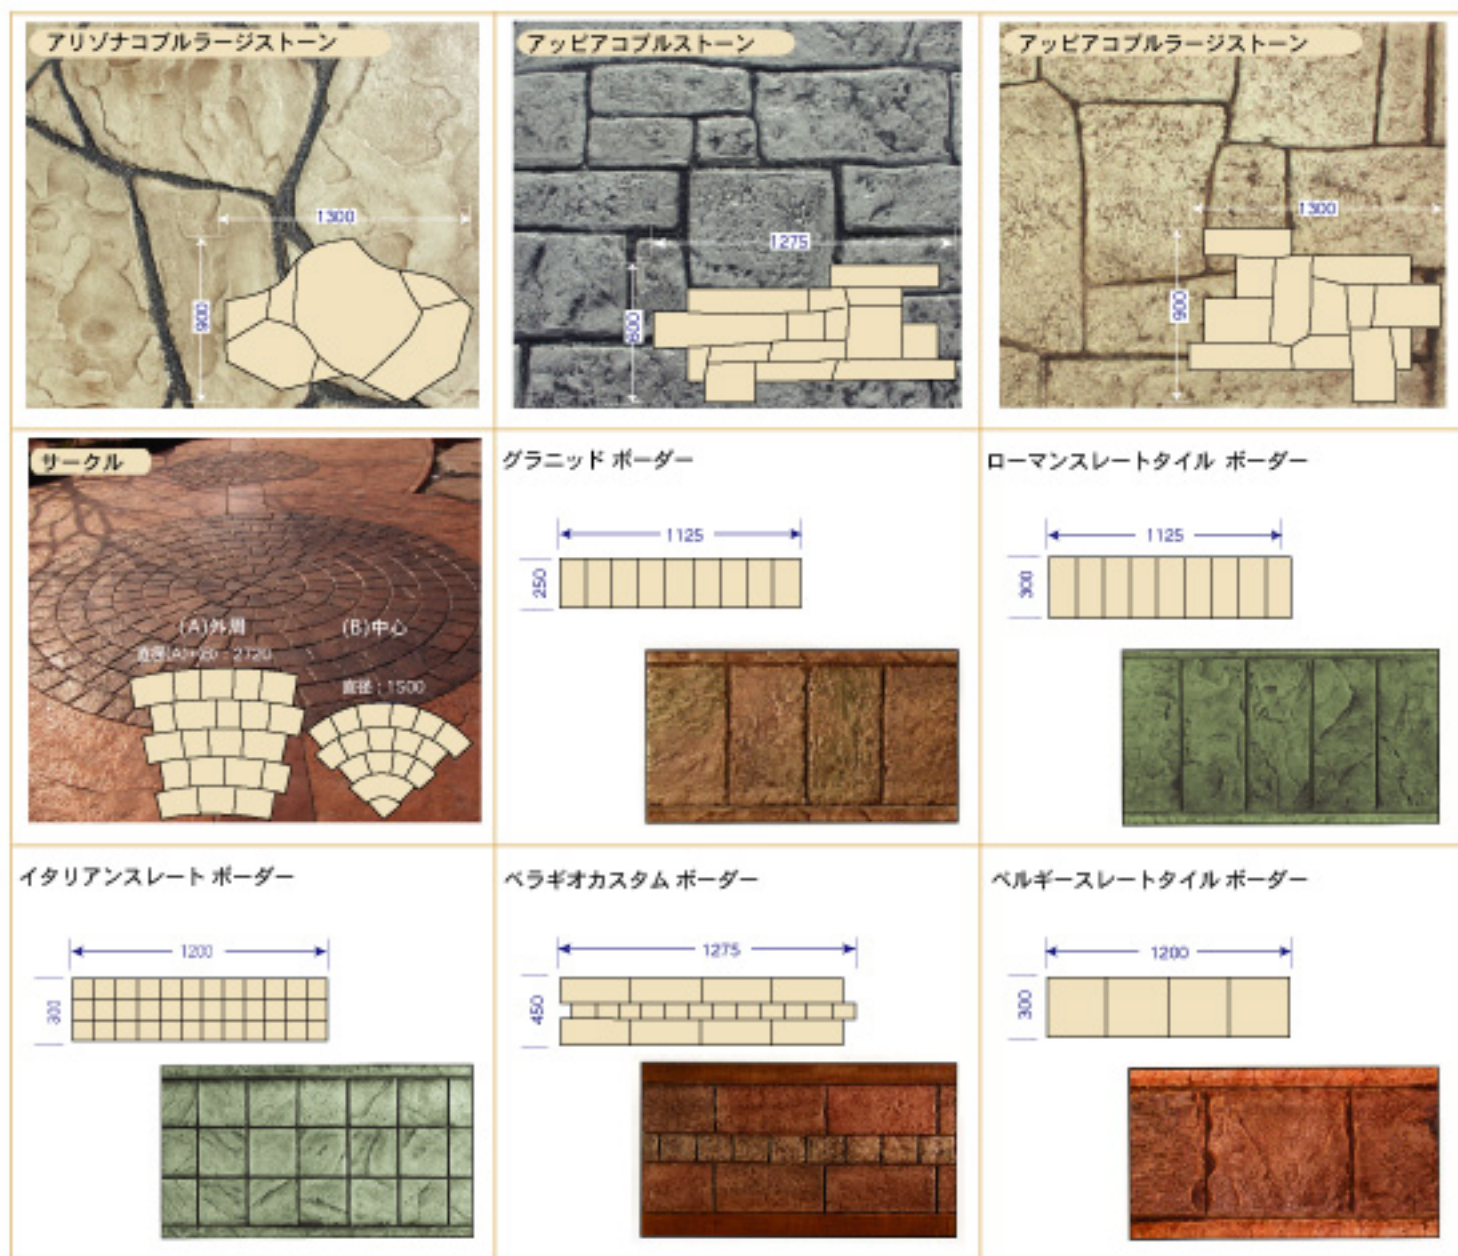 アリゾナコブルラージストーン
1300
900
アッピアコブルストーン
1275
600
アッピアコブルラージストーン
1300
900
サークル
(A)外周
直径(A)+(B)：2720
(B)中心
直径：1500
グラニッド ボーダー
1125
250
ローマンスレートタイル ボーダー
1125
300
イタリアンスレート ボーダー
1200
300
ベラギオカスタム ボーダー
1275
450
ベルギースレートタイル ボーダー
1200
300